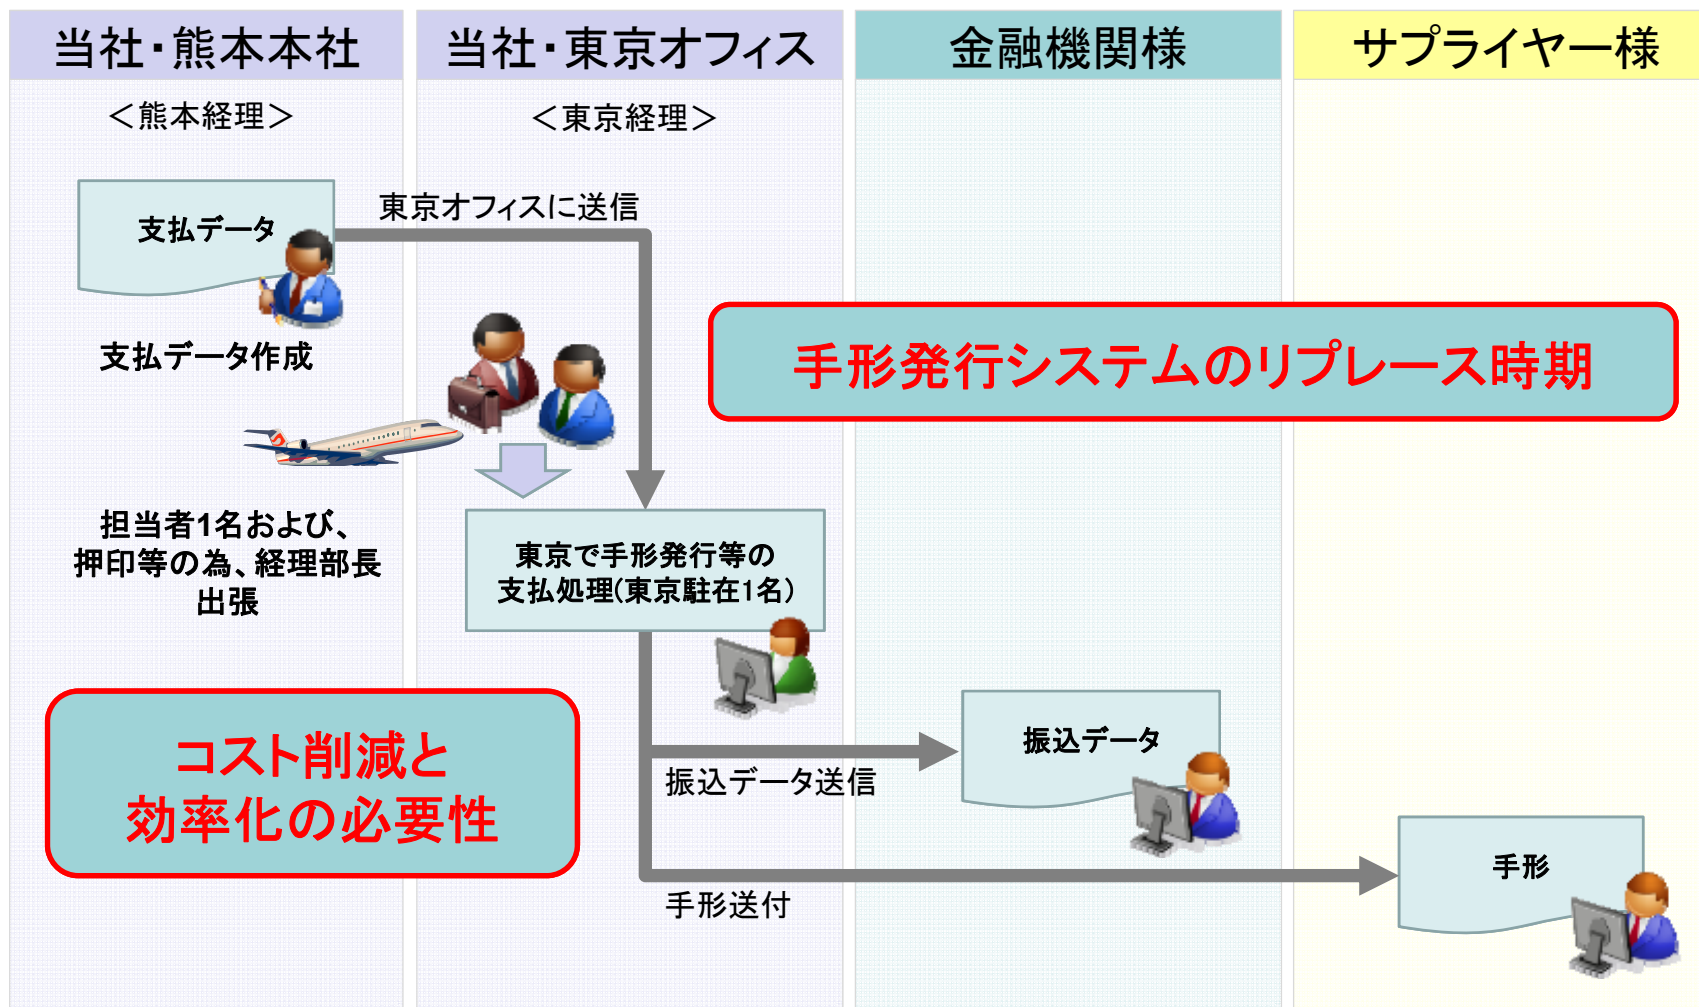 当社・熊本本社
当社・東京オフィス
金融機関様
サプライヤー様
＜熊本経理＞
＜東京経理＞
支払データ
東京オフィスに送信
支払データ作成
手形発行システムのリプレース時期
担当者1名および、
押印等の為、経理部長
出張
東京で手形発行等の
支払処理(東京駐在1名)
コスト削減と
効率化の必要性
振込データ
振込データ送信
手形
手形送付